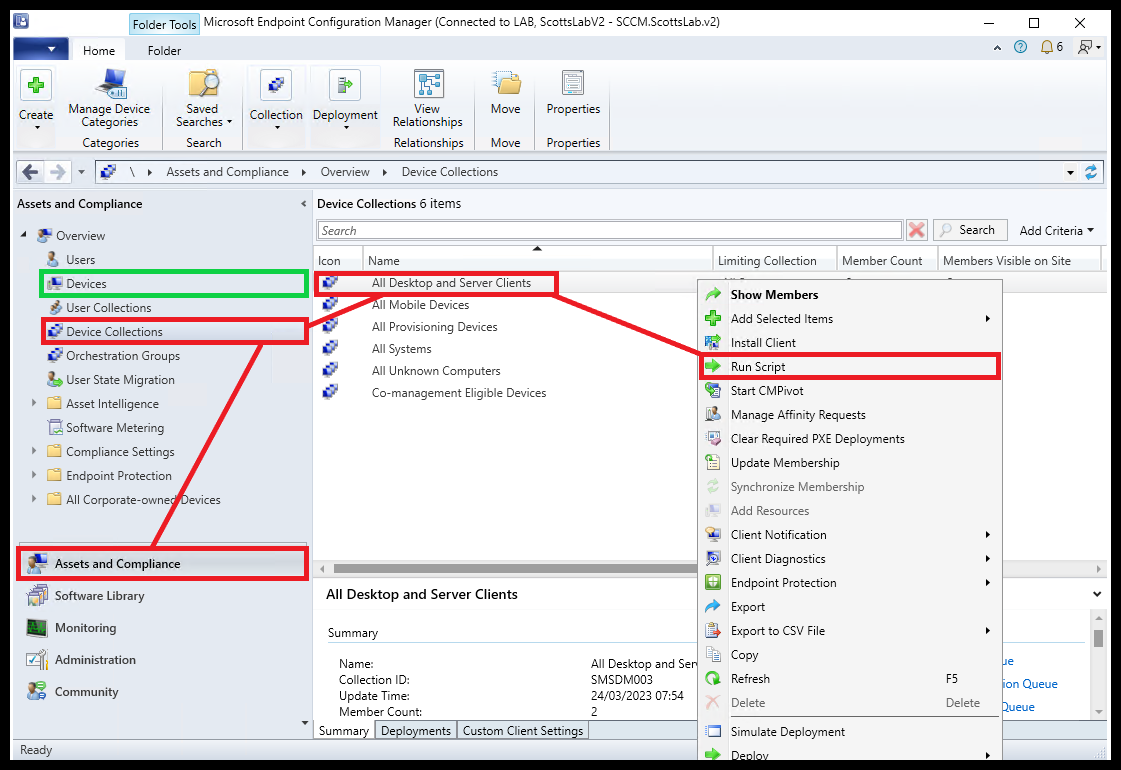 Folder Tools
Microsoft Endpoint Configuration Manager (Connected to LAB, ScottsLabV2 - SCCM.ScottsLab.v2)
Home
Folder
6
Create
Manage Device
Categories
Categories
Saved
Searches
Search
Collection
Deployment
View
Relationships
Relationships
Move
Move
Properties
Properties
\ Assets and Compliance Overview Device Collections
Assets and Compliance
Overview
Users
Devices
User Collections
Device Collections
Orchestration Groups
User State Migration
Asset Intelligence
Software Metering
Compliance Settings
Endpoint Protection
All Corporate-owned Devices
Assets and Compliance
Software Library
Monitoring
Administration
Community
Device Collections 6 items
Search
Search
Add Criteria
Icon Name Limiting Collection Member Count Members Visible on Site
All Desktop and Server Clients
All Mobile Devices
All Provisioning Devices
All Systems
All Unknown Computers
Co-management Eligible Devices
Show Members
Add Selected Items
Install Client
Run Script
Start CMPivot
Manage Affinity Requests
Clear Required PXE Deployments
Update Membership
Synchronize Membership
Add Resources
Client Notification
Client Diagnostics
Endpoint Protection
Export
Export to CSV File
Copy
Refresh F5
Delete Delete
Simulate Deployment
Deploy
All Desktop and Server Clients
Summary
Name: All Desktop and Ser
Collection ID: SMSDM003
Update Time: 24/03/2023 07:54
Member Count: 2
ue
ion Queue
Queue
Summary Deployments Custom Client Settings
Ready